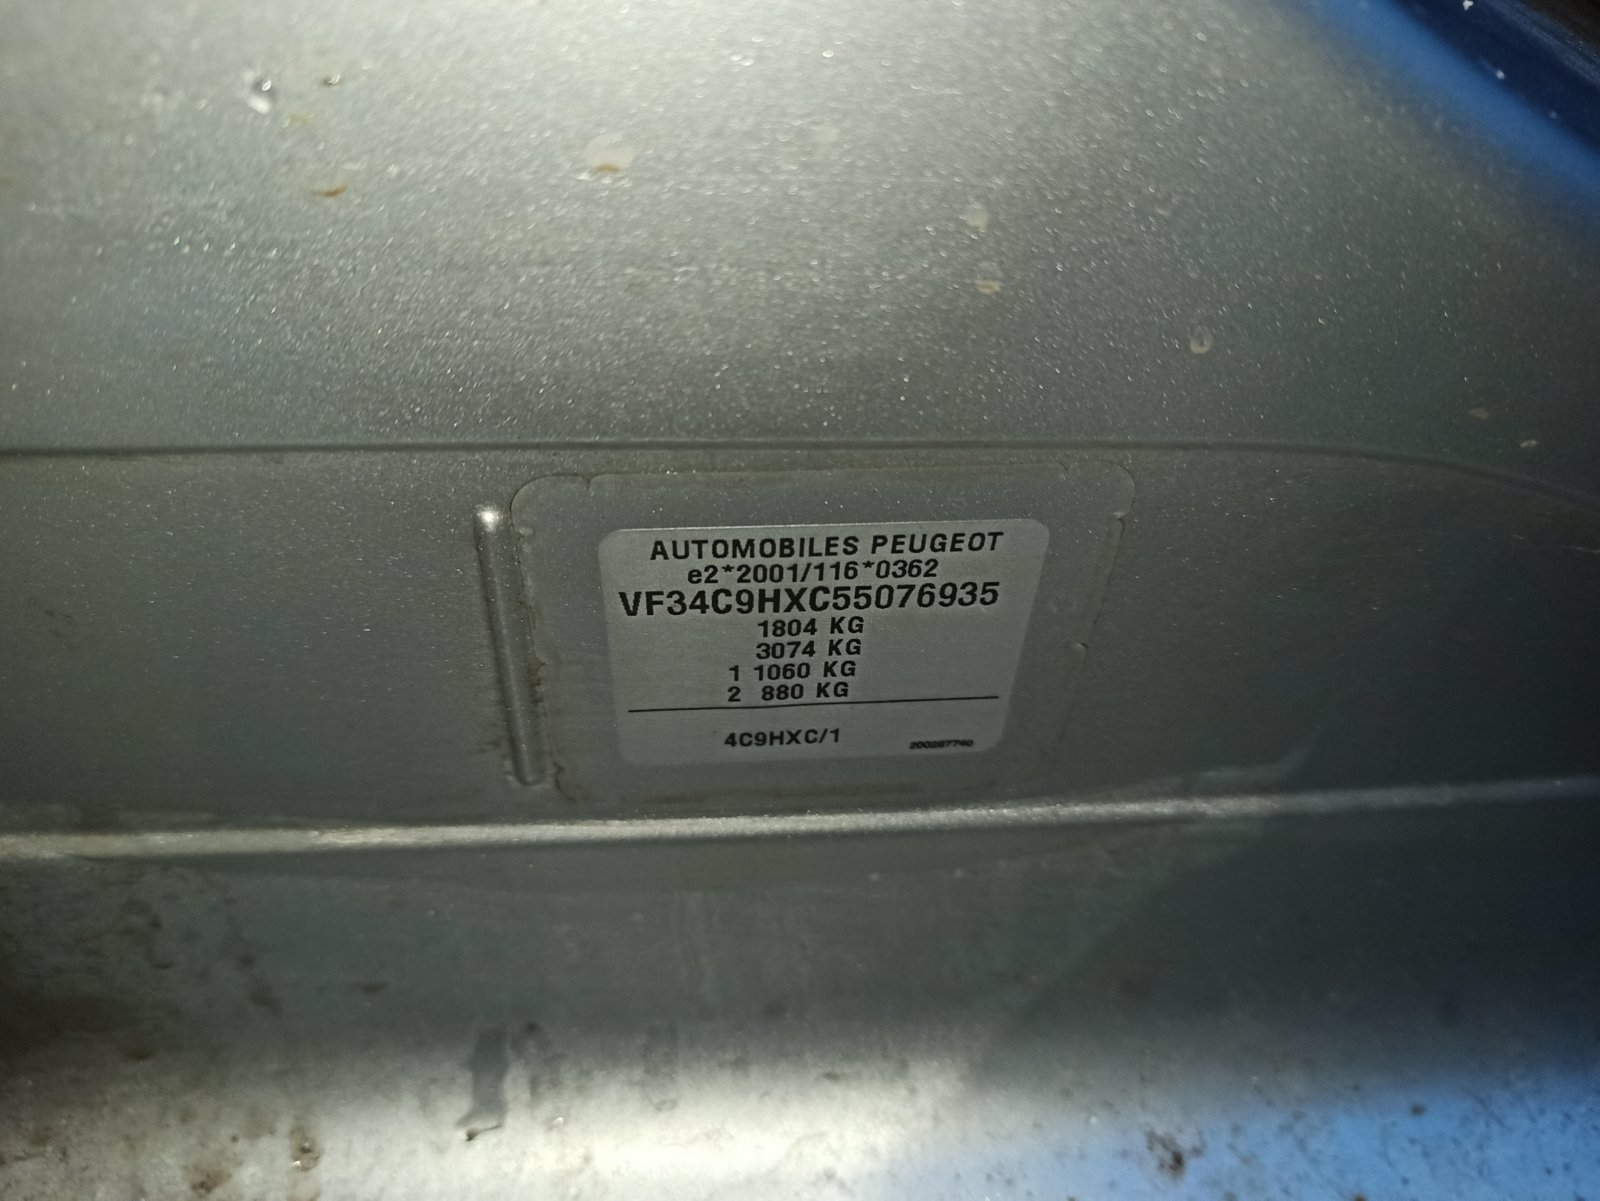 AUTOMOBILES PEUGEOT
e2*2001/116*0362
VF34C9HXC55076935
1804 KG
3074 KG
1 1060 KG
2 880 KG
4C9HXC/1
200287740